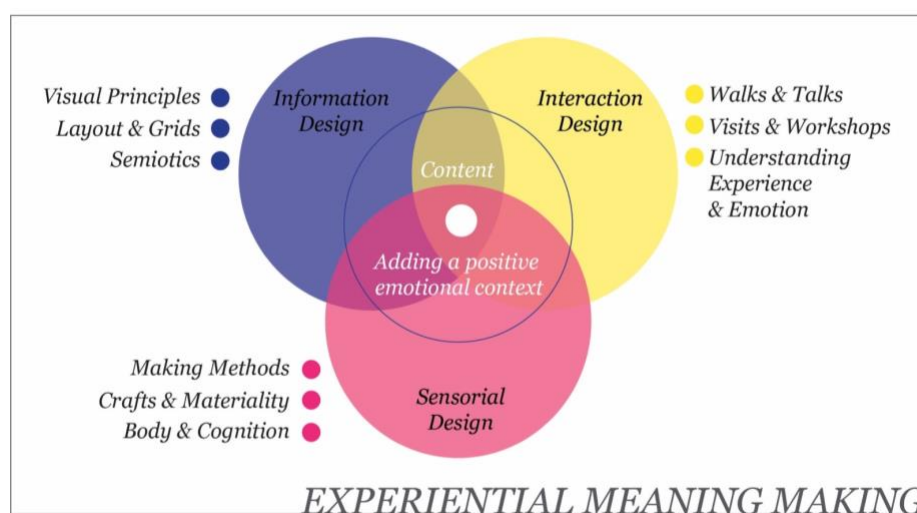 Visual Principles
Layout & Grids
Semiotics
Information
Design
Interaction
Design
Walks & Talks
Visits & Workshops
Understanding
Experience
& Emotion
Content
Adding a positive
emotional context
Making Methods
Crafts & Materiality
Body & Cognition
Sensorial
Design
EXPERIENTIAL MEANING MAKING